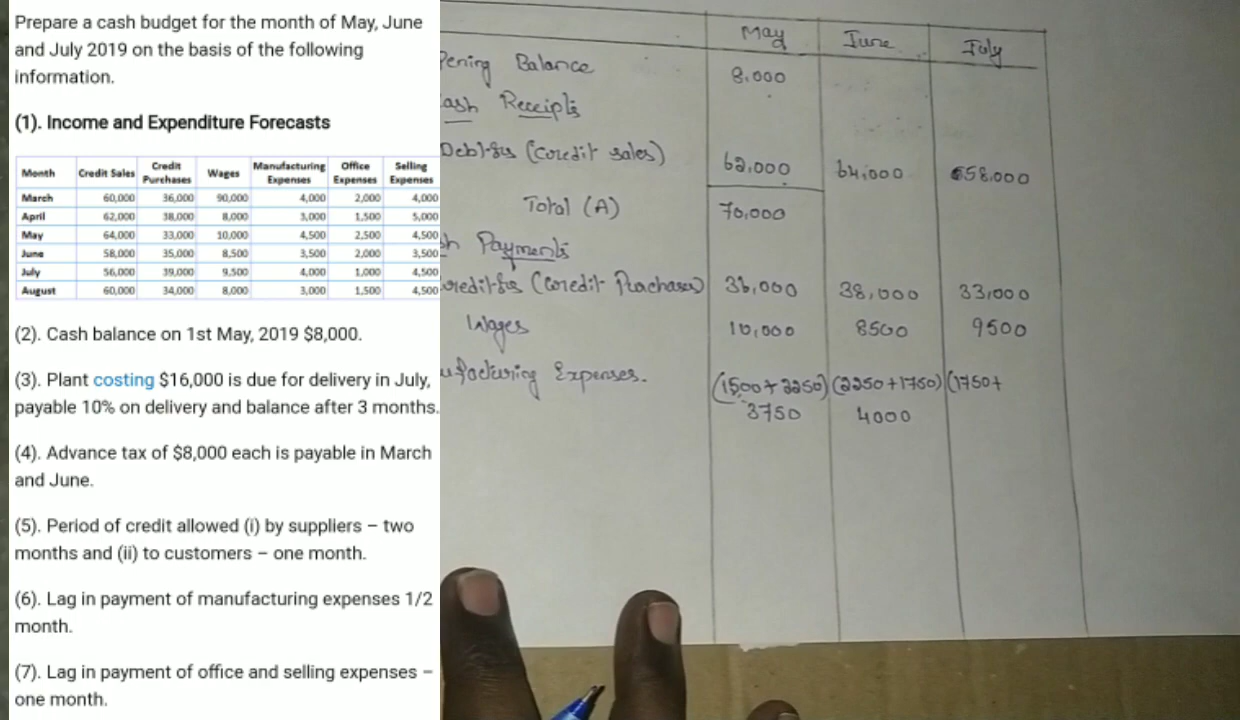 Prepare a cash budget for the month of May, June
and July 2019 on the basis of the following
information.
(1). Income and Expenditure Forecasts
Month Credit Sales Credit Purchases Wages Manufacturing Expenses Office Expenses Selling Expenses
March 60,000 36,000 90,000 4,000 2,000 4,000
April 62,000 38,000 8,000 3,000 1,500 5,000
May 64,000 33,000 10,000 4,500 2,500 4,500
June 58,000 35,000 8,500 3,500 2,000 3,500
July 56,000 39,000 9,500 4,000 1,000 4,500
August 60,000 34,000 8,000 3,000 1,500 4,500
(2). Cash balance on 1st May, 2019 $8,000.
(3). Plant costing $16,000 is due for delivery in July,
payable 10% on delivery and balance after 3 months.
(4). Advance tax of $8,000 each is payable in March
and June.
(5). Period of credit allowed (i) by suppliers – two
months and (ii) to customers – one month.
(6). Lag in payment of manufacturing expenses 1/2
month.
(7). Lag in payment of office and selling expenses –
one month.
May June July
pening Balance 8,000
ash Receipts
Debtors (Credit Sales) 62,000 64,000 58,000
Total (A) 70,000
h Payments
reditors (Credit Purchases) 36,000 38,000 33,000
Wages 10,000 8500 9500
ufacturing Expenses. (1500+2250) (2250+1750) (1750+
3750 4000